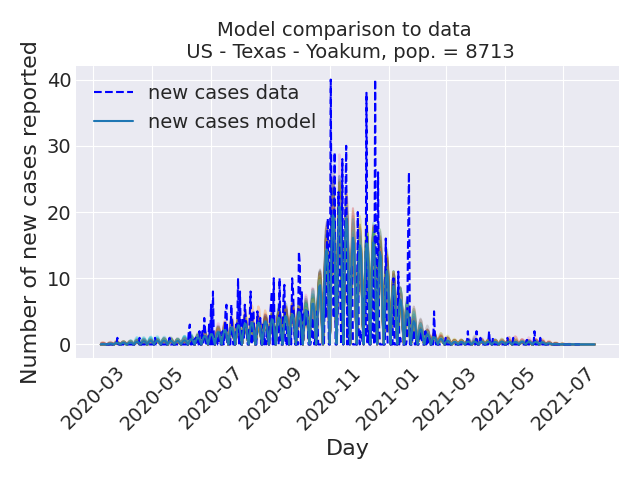 Model comparison to data
US - Texas - Yoakum, pop. = 8713
Number of new cases reported
40
30
20
10
0
new cases data
new cases model
2020-03
2020-05
2020-07
2020-09
2020-11
2021-01
2021-03
2021-05
2021-07
Day